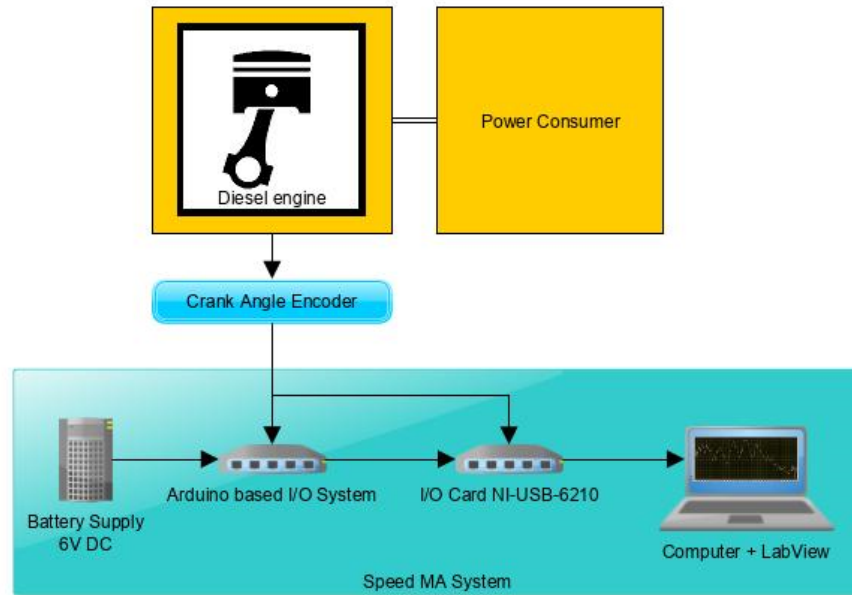 Diesel engine
Power Consumer
Crank Angle Encoder
Battery Supply
6V DC
Arduino based I/O System
I/O Card NI-USB-6210
Computer + LabView
Speed MA System